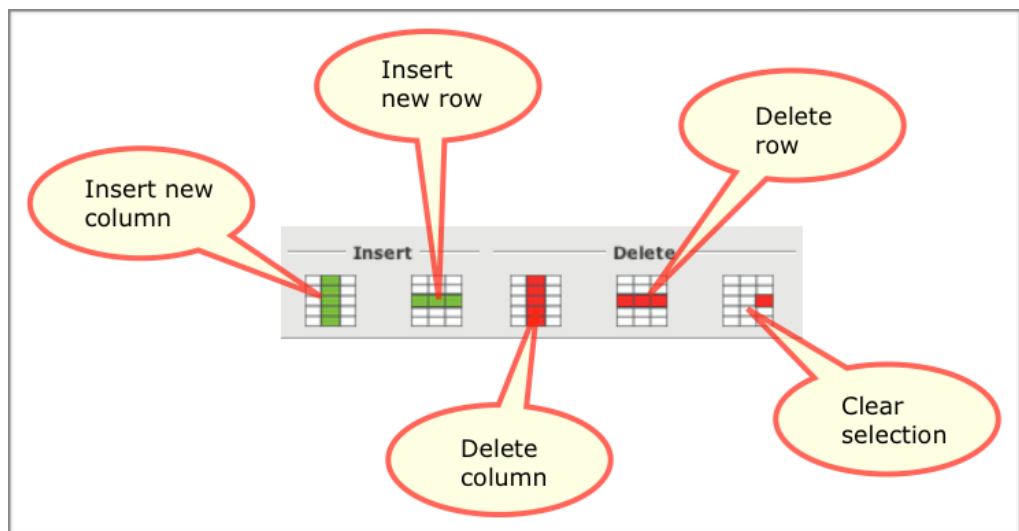 Insert
new row
Delete
row
Insert new
column
Insert
Delete
Clear
selection
Delete
column